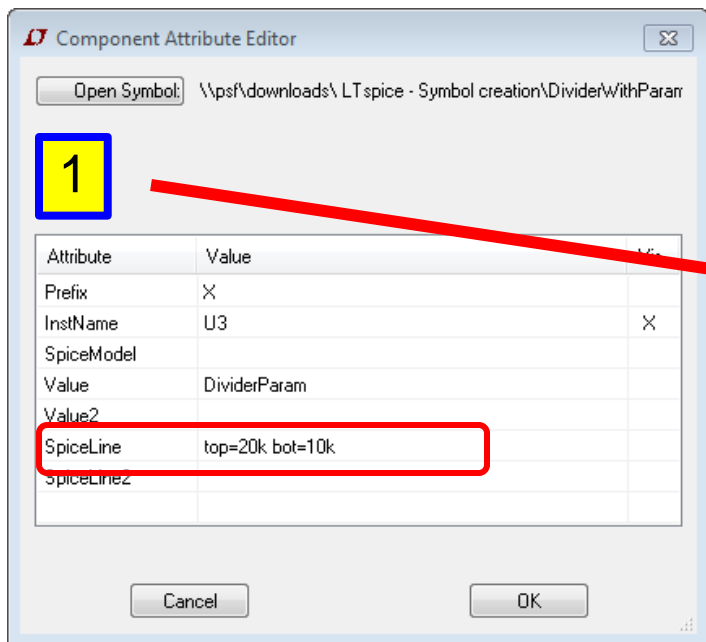 Component Attribute Editor
Open Symbol: \\psf\downloads\ LTspice - Symbol creation\DividerWithParam
1
Attribute Value Vis.
Prefix X
InstName U3 X
SpiceModel
Value DividerParam
Value2
SpiceLine top=20k bot=10k
SpiceLine2
Cancel OK